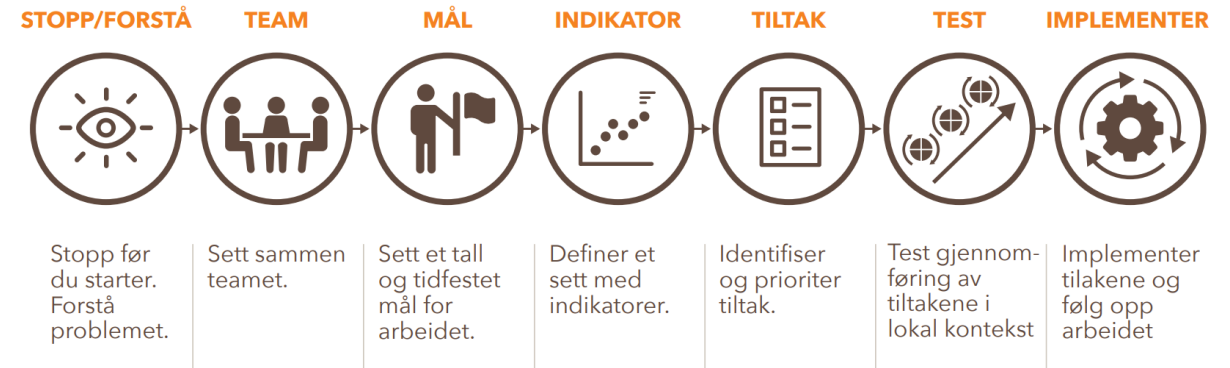 STOPP/FORSTÅ
TEAM
MÅL
INDIKATOR
TILTAK
TEST
IMPLEMENTER
Stopp før
du starter.
Forstå
problemet.
Sett sammen
teamet.
Sett et tall
og tidfestet
mål for
arbeidet.
Definer et
sett med
indikatorer.
Identifiser
og prioriter
tiltak.
Test gjennom-
føring av
tiltakene i
lokal kontekst
Implementer
tilakene og
følg opp
arbeidet